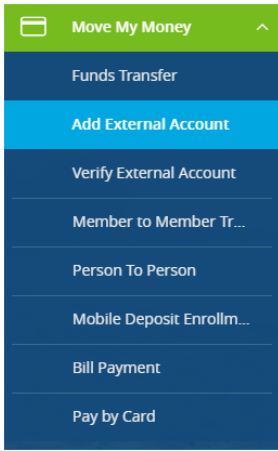 Move My Money
Funds Transfer
Add External Account
Verify External Account
Member to Member Tr...
Person To Person
Mobile Deposit Enrollm...
Bill Payment
Pay by Card